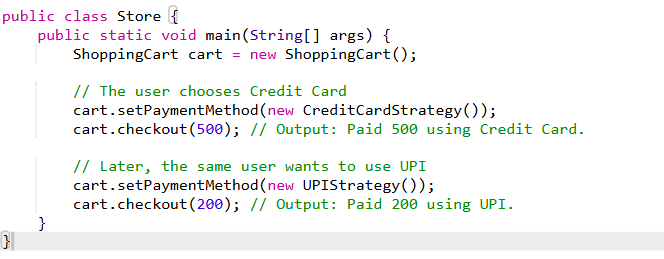 public class Store {
    public static void main(String[] args) {
        ShoppingCart cart = new ShoppingCart();

        // The user chooses Credit Card
        cart.setPaymentMethod(new CreditCardStrategy());
        cart.checkout(500); // Output: Paid 500 using Credit Card.

        // Later, the same user wants to use UPI
        cart.setPaymentMethod(new UPIStrategy());
        cart.checkout(200); // Output: Paid 200 using UPI.
    }
}